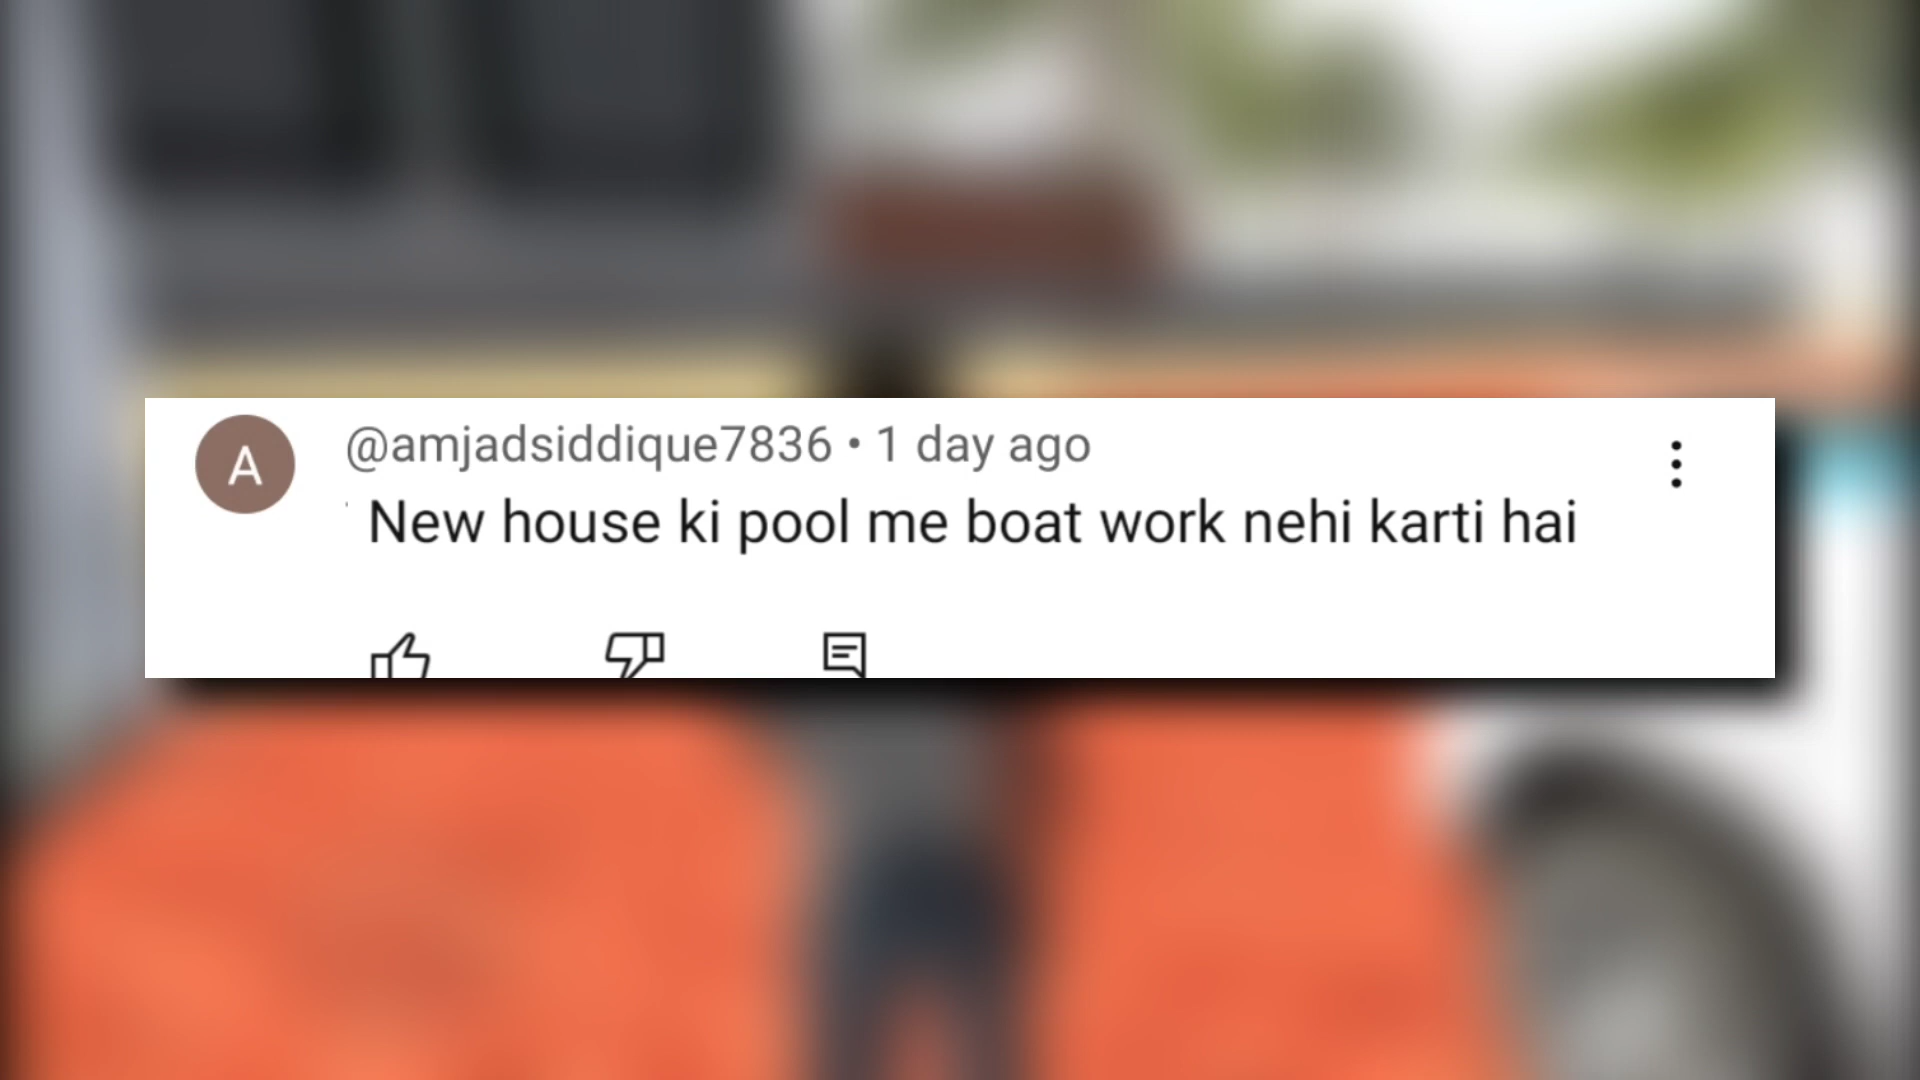 A
@amjadsiddique7836 • 1 day ago
New house ki pool me boat work nehi karti hai